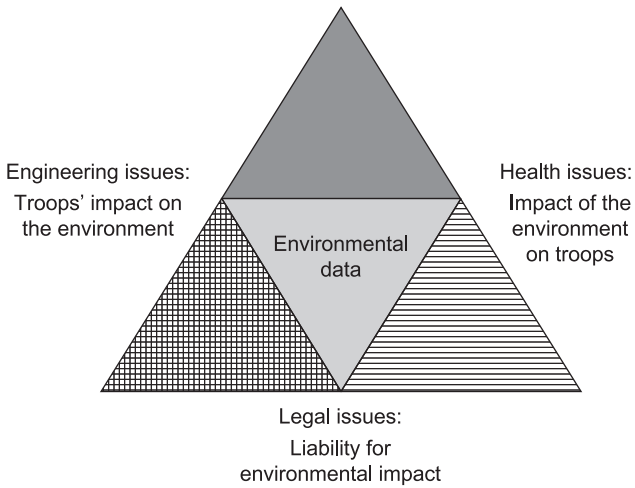 Engineering issues:
Troops' impact on
the environment
Health issues:
Impact of the
environment
on troops
Environmental
data
Legal issues:
Liability for
environmental impact